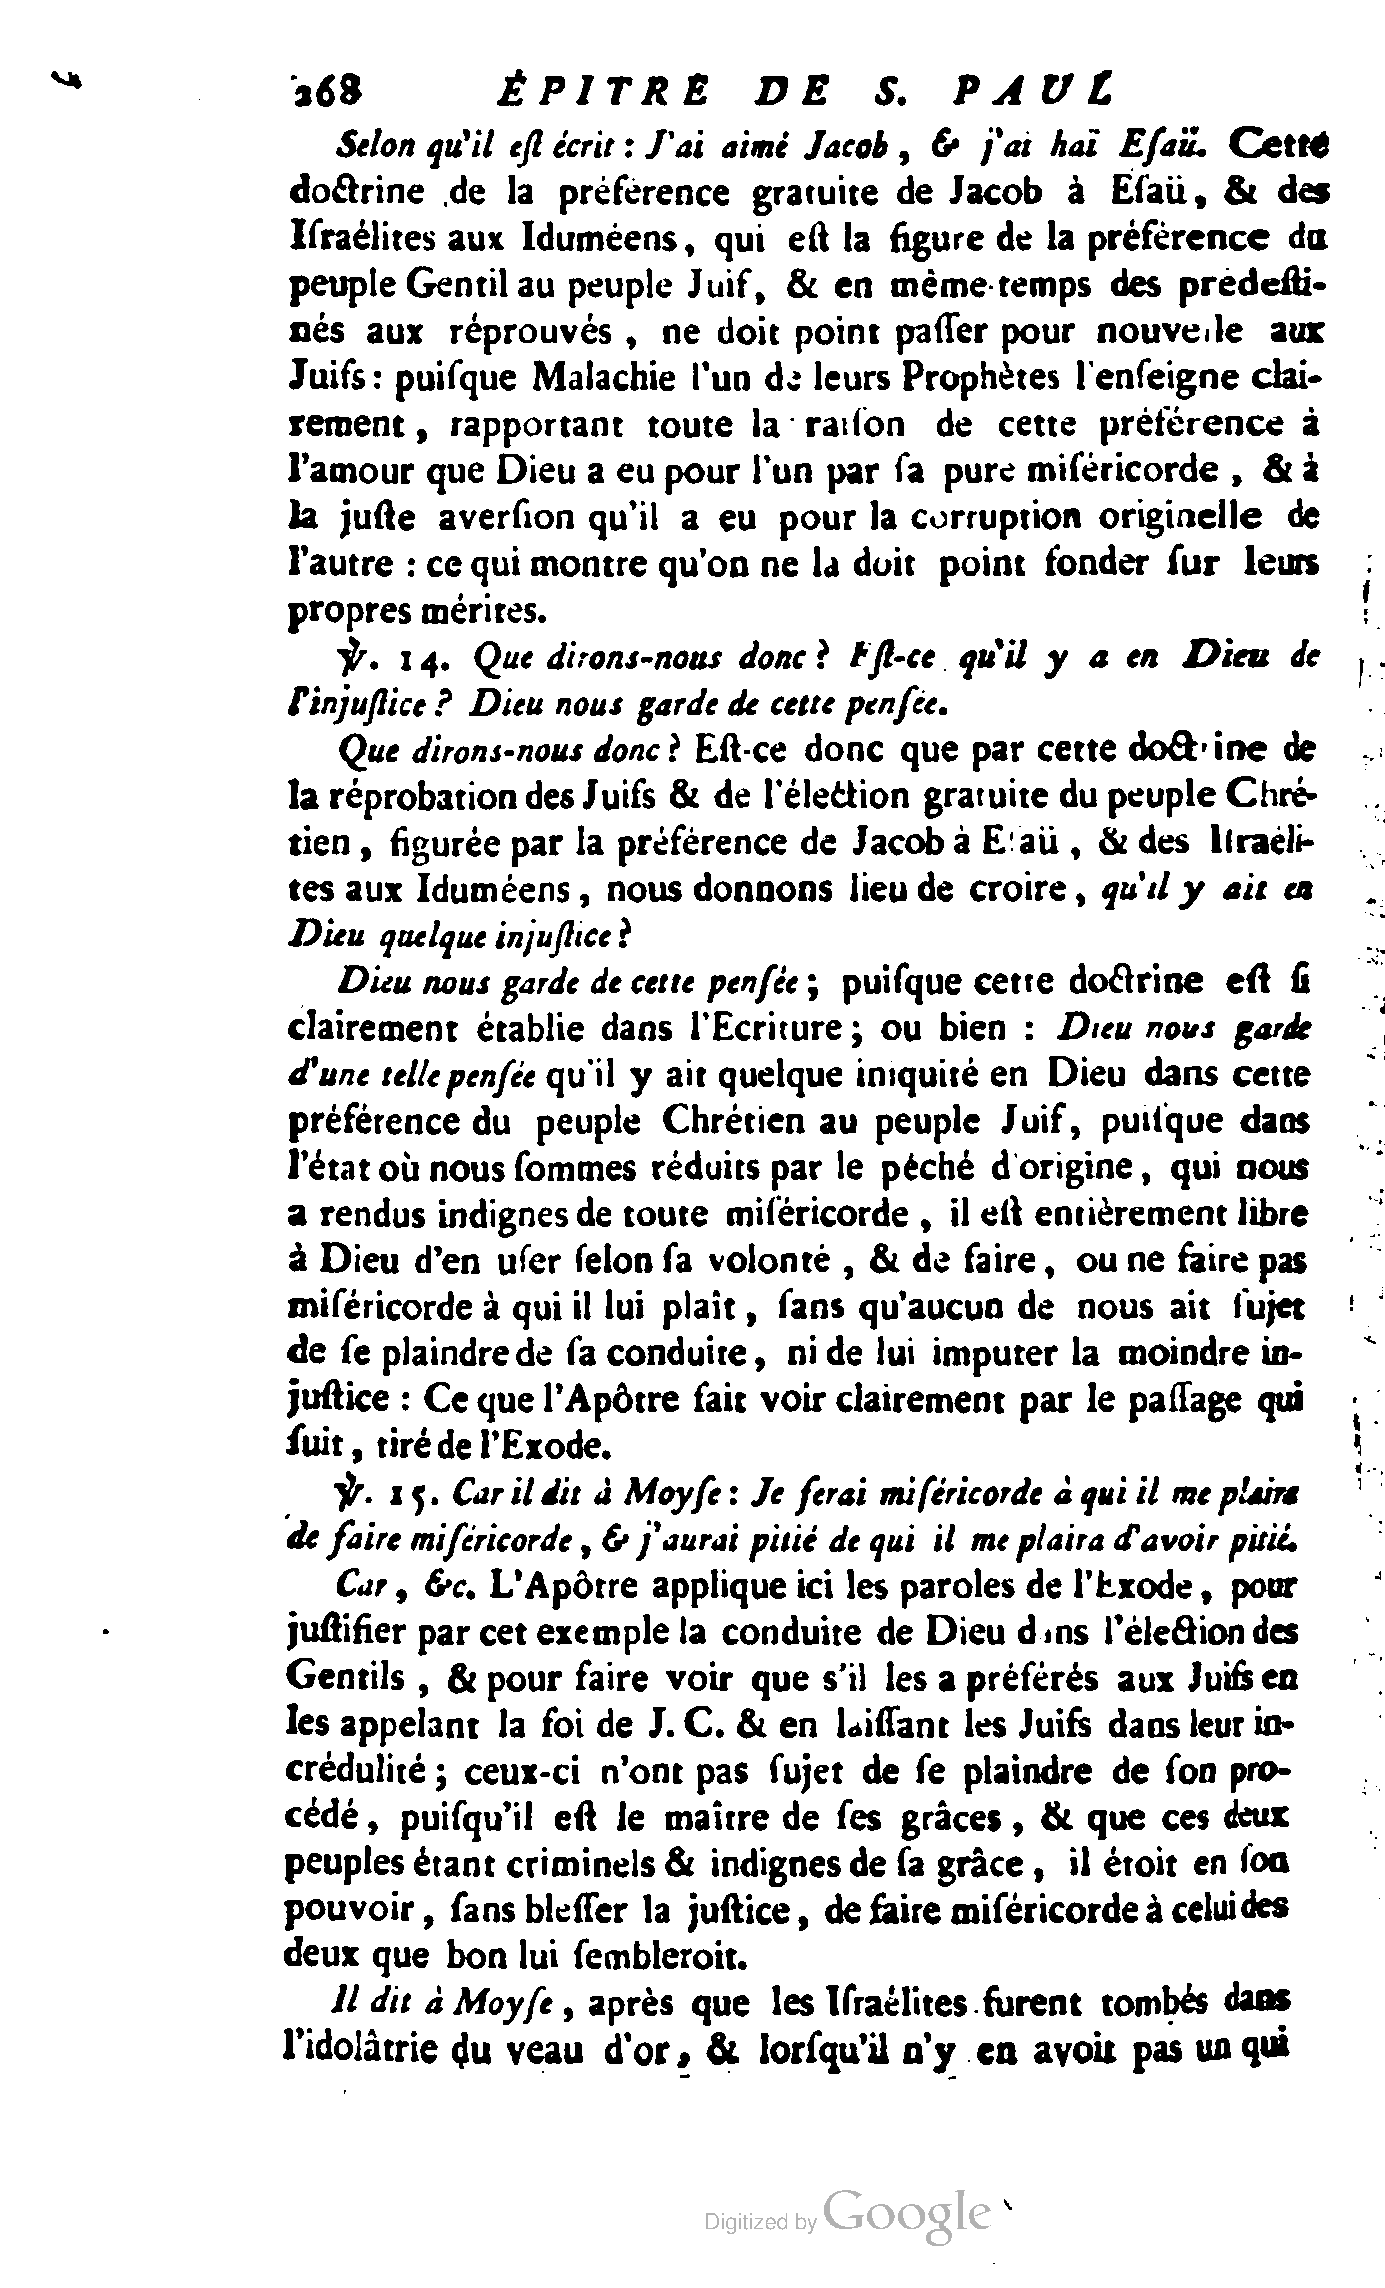 268 ÉPITRE DE S. PAUL
Selon qu'il eſt écrit : J'ai aimé Jacob, & j'ai haï Eſaü. Cette
doctrine de la préférence gratuite de Jacob à Eſaü, & des
Iſraélites aux Iduméens, qui eſt la figure de la préférence du
peuple Gentil au peuple Juif, & en même-temps des prédeſti-
nés aux réprouvés, ne doit point paſſer pour nouvelle aux
Juifs : puiſque Malachie l'un de leurs Prophètes l'enſeigne clai-
rement, rapportant toute la raiſon de cette préférence à
l'amour que Dieu a eu pour l'un par ſa pure miſéricorde, & à
la juſte averſion qu'il a eu pour la corruption originelle de
l'autre : ce qui montre qu'on ne la doit point fonder ſur leurs
propres mérites.
℣. 14. Que dirons-nous donc ? Eſt-ce qu'il y a en Dieu de
l'injuſtice ? Dieu nous garde de cette penſée.
Que dirons-nous donc ? Eſt-ce donc que par cette doctrine de
la réprobation des Juifs & de l'élection gratuite du peuple Chré-
tien, figurée par la préférence de Jacob à Eſaü, & des Iſraéli-
tes aux Iduméens, nous donnons lieu de croire, qu'il y ait en
Dieu quelque injuſtice ?
Dieu nous garde de cette penſée ; puiſque cette doctrine eſt ſi
clairement établie dans l'Ecriture ; ou bien : Dieu nous garde
d'une telle penſée qu'il y ait quelque iniquité en Dieu dans cette
préférence du peuple Chrétien au peuple Juif, puiſque dans
l'état où nous ſommes réduits par le péché d'origine, qui nous
a rendus indignes de toute miſéricorde, il eſt entièrement libre
à Dieu d'en uſer ſelon ſa volonté, & de faire, ou ne faire pas
miſéricorde à qui il lui plaît, ſans qu'aucun de nous ait ſujet
de ſe plaindre de ſa conduite, ni de lui imputer la moindre in-
juſtice : Ce que l'Apôtre fait voir clairement par le paſſage qui
ſuit, tiré de l'Exode.
℣. 15. Car il dit à Moyſe : Je ferai miſéricorde à qui il me plaira
de faire miſéricorde, & j'aurai pitié de qui il me plaira d'avoir pitié.
Car, &c. L'Apôtre applique ici les paroles de l'Exode, pour
juſtifier par cet exemple la conduite de Dieu dans l'élection des
Gentils, & pour faire voir que s'il les a préférés aux Juifs en
les appelant la foi de J. C. & en laiſſant les Juifs dans leur in-
crédulité ; ceux-ci n'ont pas ſujet de ſe plaindre de ſon pro-
cédé, puiſqu'il eſt le maître de ſes grâces, & que ces deux
peuples étant criminels & indignes de ſa grâce, il étoit en ſon
pouvoir, ſans bleſſer la juſtice, de faire miſéricorde à celui des
deux que bon lui ſembleroit.
Il dit à Moyſe, après que les Iſraélites furent tombés dans
l'idolâtrie du veau d'or, & lorſqu'il n'y en avoit pas un qui
Digitized by Google